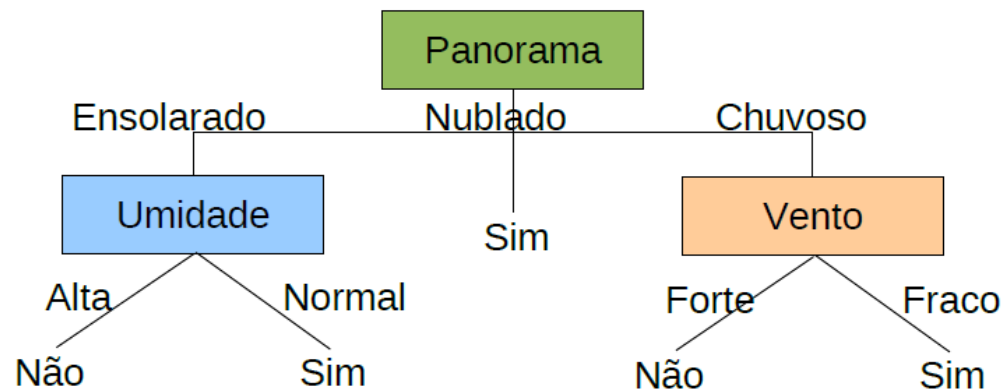 Panorama
Ensolarado Nublado Chuvoso
Umidade Vento
Sim
Alta Normal Forte Fraco
Não Sim Não Sim